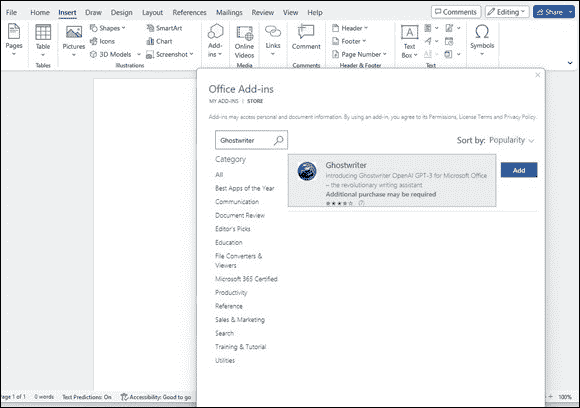 File Home Insert Draw Design Layout References Mailings Review View Help Comments Editing Share
Pages
Table
Tables
Pictures
Shapes
Icons
3D Models
SmartArt
Chart
Screenshot
Illustrations
Add-
ins
Online
Videos
Media
Links
Comment
Comments
Header
Footer
Page Number
Header & Footer
Text
Box
Text
Symbols
Office Add-ins
MY ADD-INS | STORE
Add-ins may access personal and document information. By using an add-in, you agree to its Permissions, License Terms and Privacy Policy.
Ghostwriter
Sort by: Popularity
Category
All
Best Apps of the Year
Communication
Document Review
Editor's Picks
Education
File Converters &
Viewers
Microsoft 365 Certified
Productivity
Reference
Sales & Marketing
Search
Training & Tutorial
Utilities
Ghostwriter
Introducing Ghostwriter OpenAI GPT-3 for Microsoft Office
– the revolutionary writing assistant
Additional purchase may be required
(7)
Add
age 1 of 1 0 words Text Predictions: On Accessibility: Good to go 100%